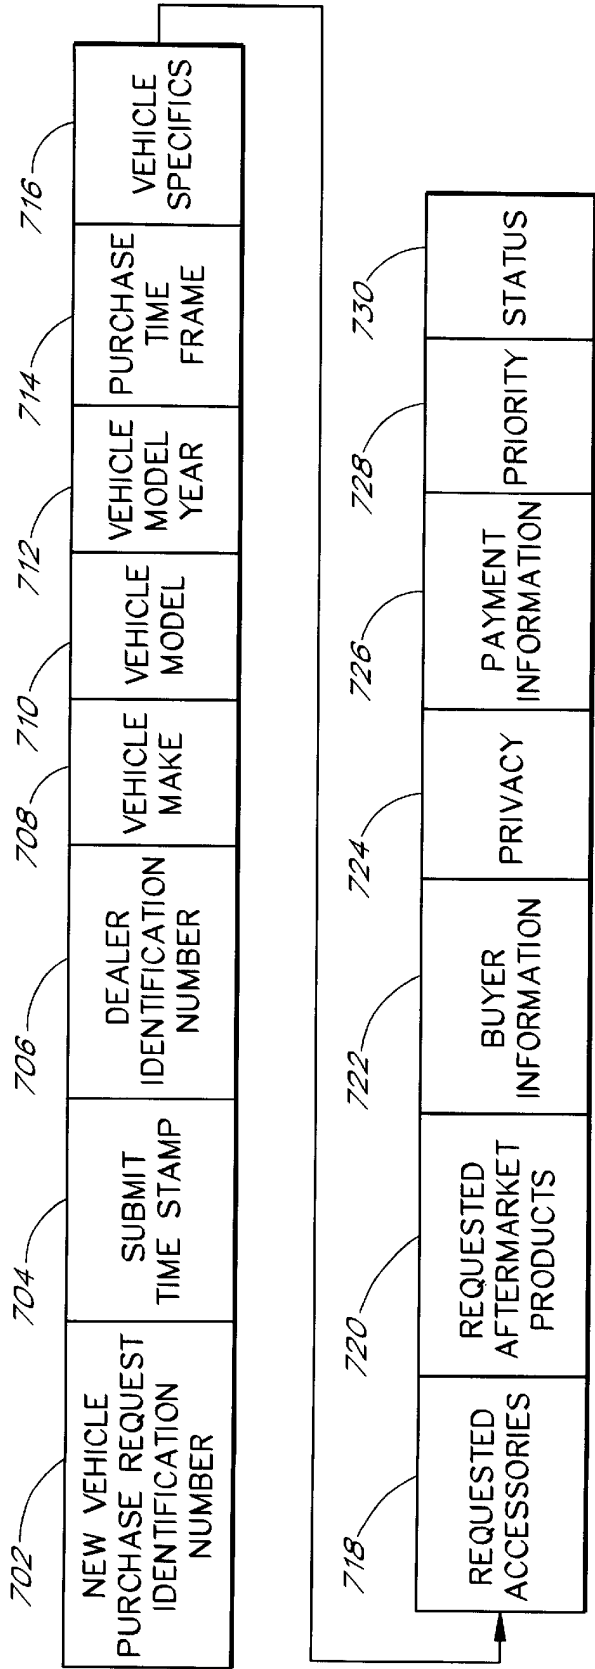 702
NEW VEHICLE
PURCHASE REQUEST
IDENTIFICATION
NUMBER
704
SUBMIT
TIME STAMP
706
DEALER
IDENTIFICATION
NUMBER
708
VEHICLE
MAKE
710
VEHICLE
MODEL
712
VEHICLE
MODEL
YEAR
714
PURCHASE
TIME
FRAME
716
VEHICLE
SPECIFICS
718
REQUESTED
ACCESSORIES
720
REQUESTED
AFTERMARKET
PRODUCTS
722
BUYER
INFORMATION
724
PRIVACY
726
PAYMENT
INFORMATION
728
PRIORITY
730
STATUS